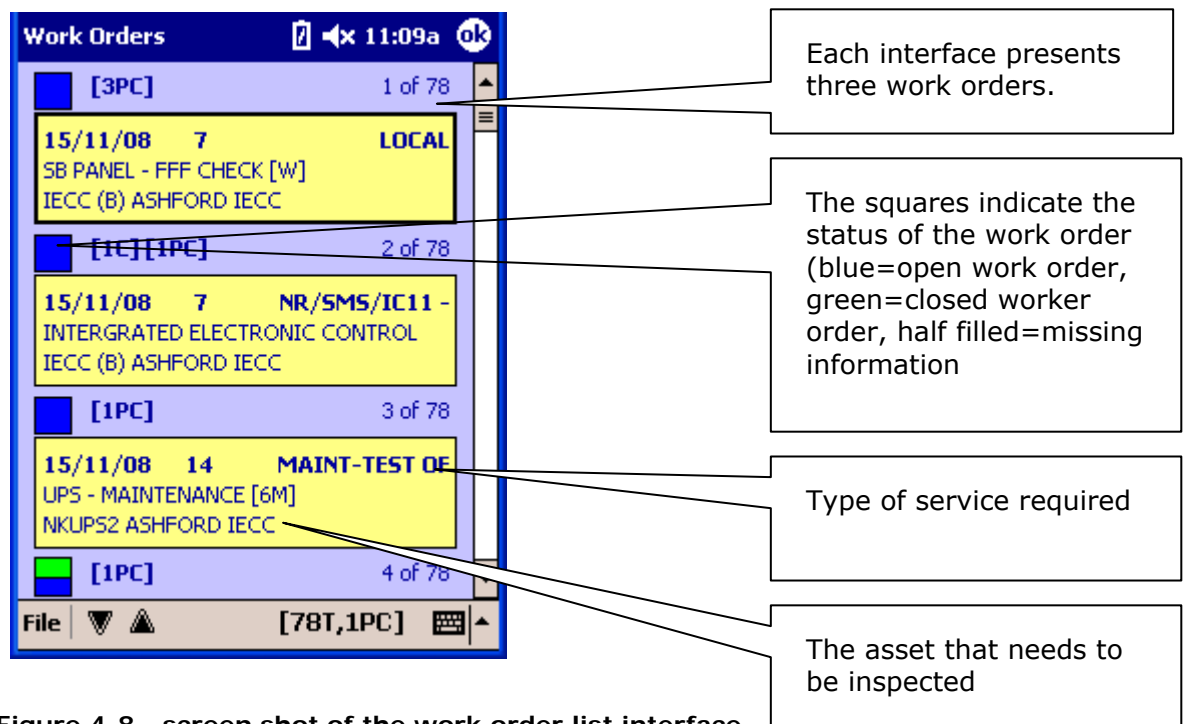 Work Orders 11:09a ok
[3PC] 1 of 78
15/11/08 7 LOCAL
SB PANEL - FFF CHECK [W]
IECC (B) ASHFORD IECC
[1C][1PC] 2 of 78
15/11/08 7 NR/SMS/IC11 -
INTERGRATED ELECTRONIC CONTROL
IECC (B) ASHFORD IECC
[1PC] 3 of 78
15/11/08 14 MAINT-TEST OF
UPS - MAINTENANCE [6M]
NKUPS2 ASHFORD IECC
[1PC] 4 of 78
File [78T,1PC]
Each interface presents
three work orders.
The squares indicate the
status of the work order
(blue=open work order,
green=closed worker
order, half filled=missing
information
Type of service required
The asset that needs to
be inspected
Figure 4-8 - screen shot of the work order list interface